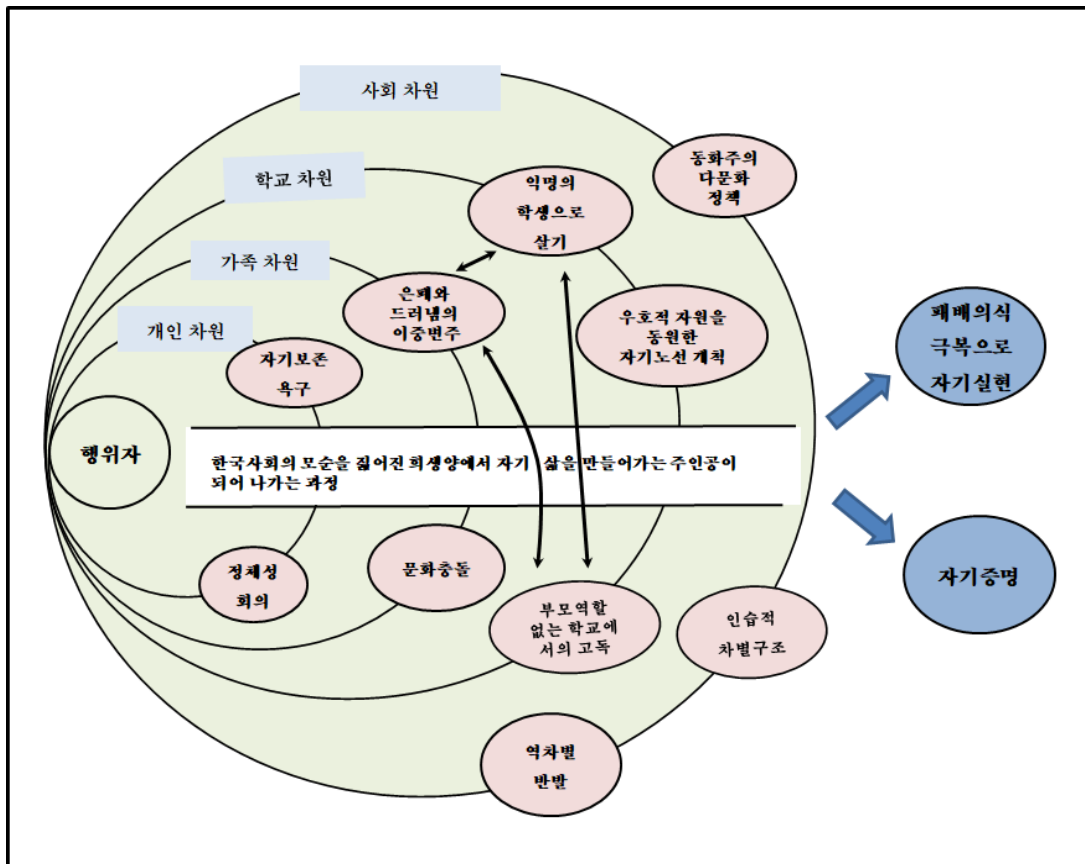 사회 차원
학교 차원
가족 차원
개인 차원
동화주의
다문화
정책
익명의
학생으로
살기
은폐와
드러냄의
이중변주
우호적 자원을
동원한
자기노선 개척
자기보존
욕구
행위자
한국사회의 모순을 짊어진 희생양에서 자기 삶을 만들어가는 주인공이
되어 나가는 과정
정체성
회의
문화충돌
부모역할
없는 학교에
서의 고독
인습적
차별구조
역차별
반발
패배의식
극복으로
자기실현
자기증명